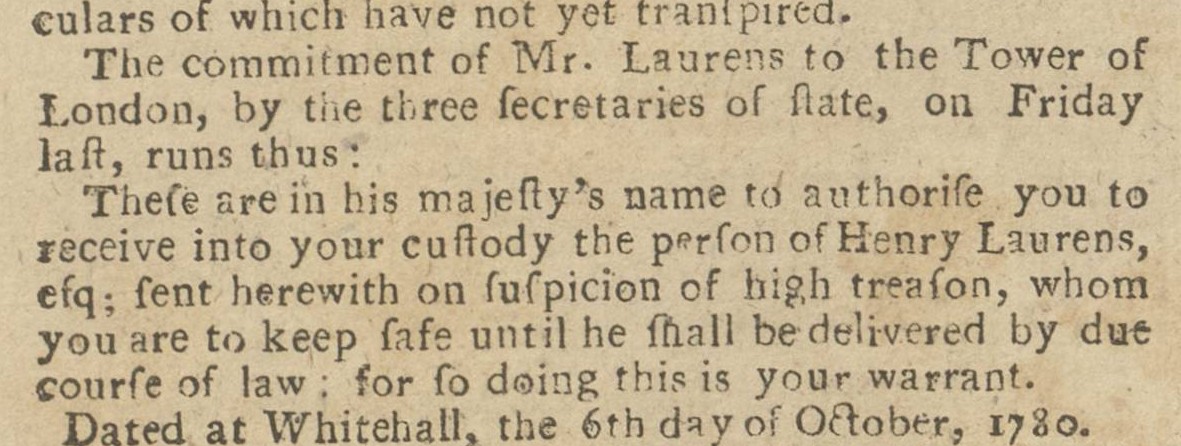 culars of which have not yet tranſpired.
The commitment of Mr. Laurens to the Tower of
London, by the three ſecretaries of ſtate, on Friday
laſt, runs thus:
Theſe are in his majeſty's name to authoriſe you to
receive into your cuſtody the perſon of Henry Laurens,
eſq; ſent herewith on ſuſpicion of high treaſon, whom
you are to keep ſafe until he ſhall be delivered by due
courſe of law: for ſo doing this is your warrant.
Dated at Whitehall, the 6th day of October, 1780.